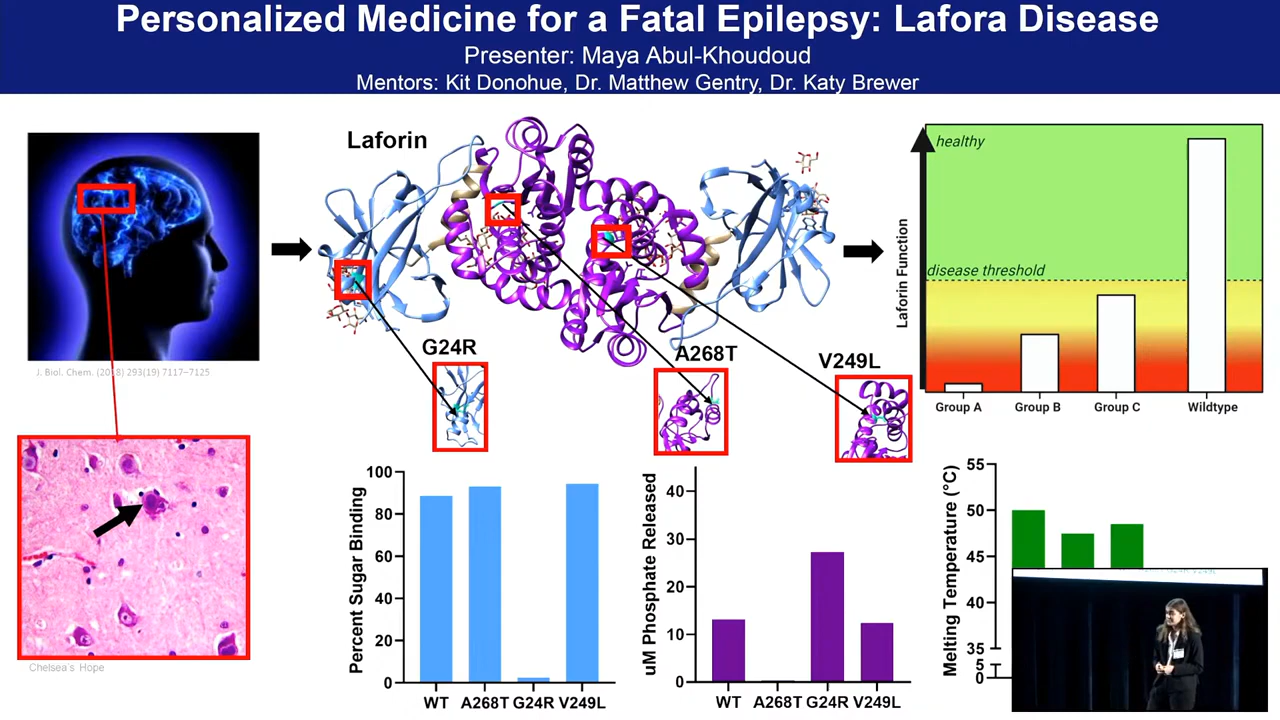 Personalized Medicine for a Fatal Epilepsy: Lafora Disease
Presenter: Maya Abul-Khoudoud
Mentors: Kit Donohue, Dr. Matthew Gentry, Dr. Katy Brewer
J. Biol. Chem. (2018) 293(19) 7117–7125
Chelsea's Hope
Laforin
G24R
A268T
V249L
Laforin Function
healthy
disease threshold
Group A
Group B
Group C
Wildtype
Percent Sugar Binding
100
80
60
40
20
0
WT A268T G24R V249L
uM Phosphate Released
40
30
20
10
0
WT A268T G24R V249L
Melting Temperature (°C)
55
50
45
40
35
5
0
G24R V249L